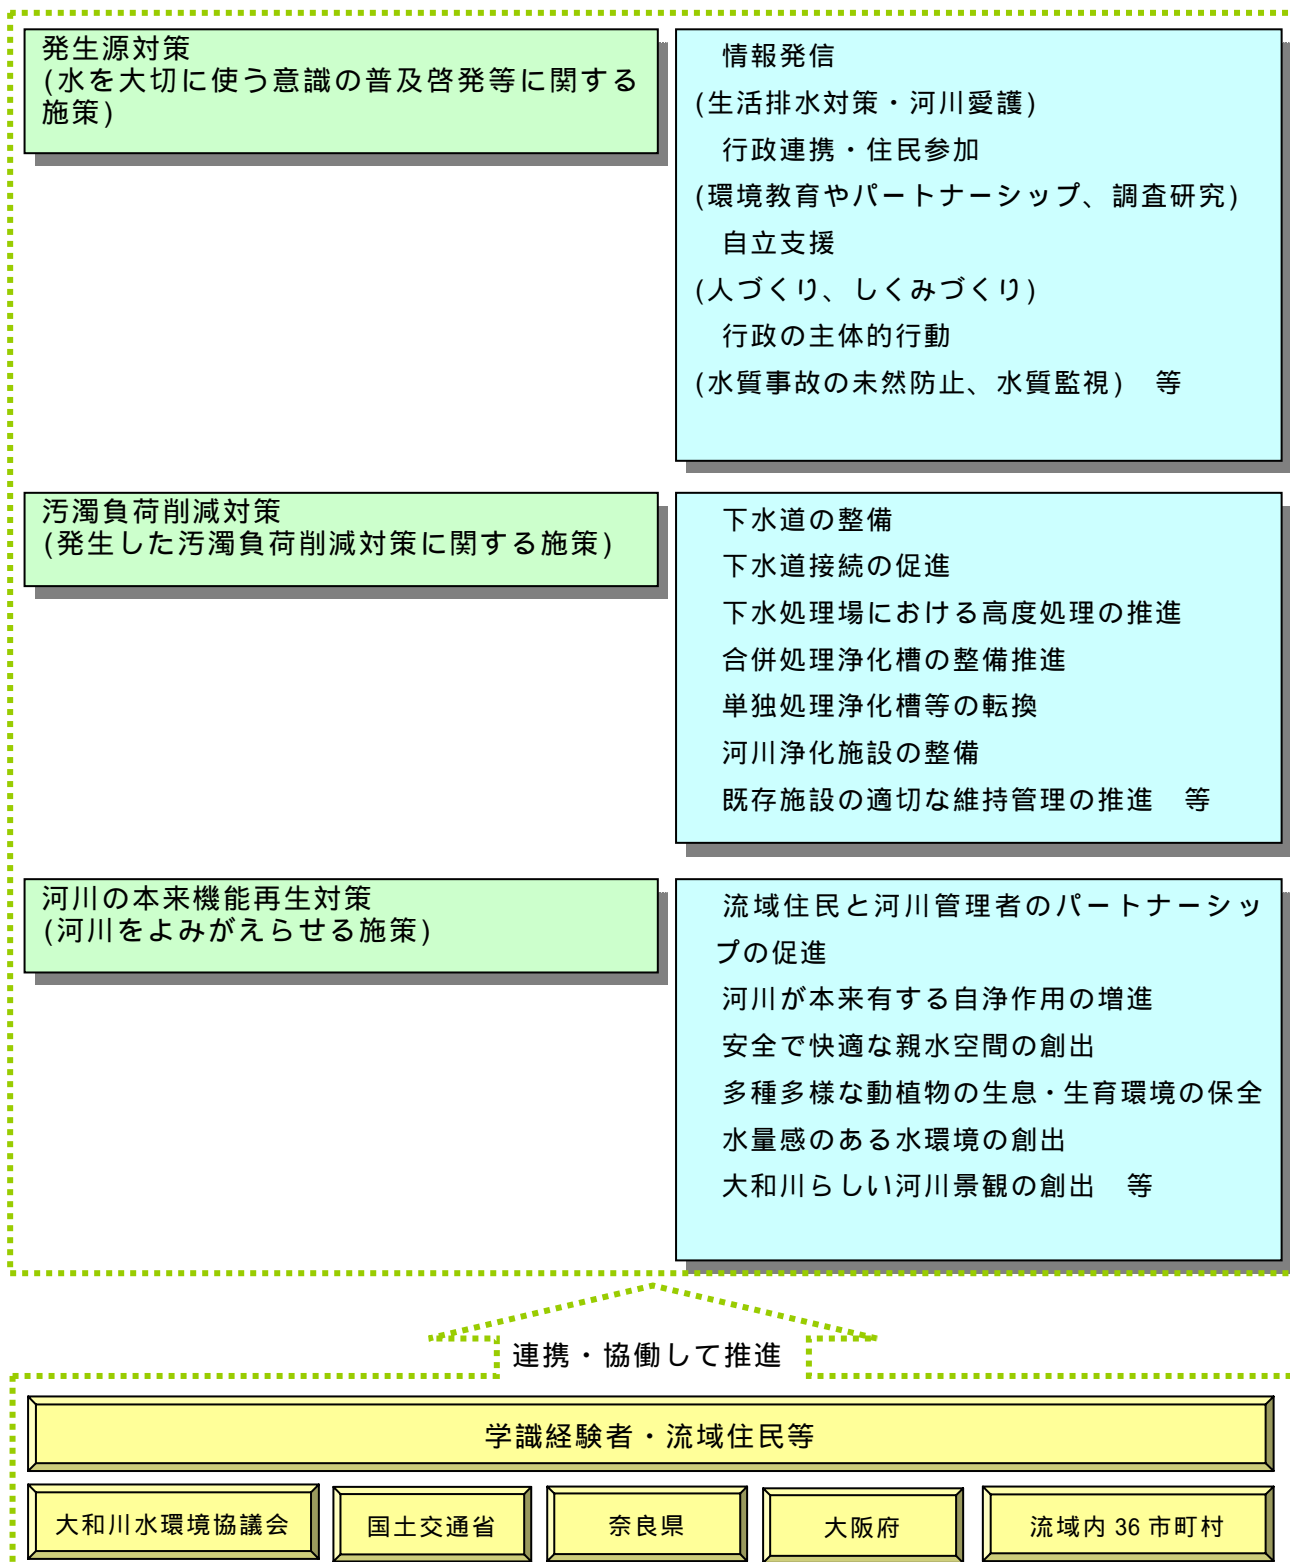 発生源対策
(水を大切に使う意識の普及啓発等に関する
施策)
情報発信
(生活排水対策・河川愛護)
行政連携・住民参加
(環境教育やパートナーシップ、調査研究)
自立支援
(人づくり、しくみづくり)
行政の主体的行動
(水質事故の未然防止、水質監視)　等
汚濁負荷削減対策
(発生した汚濁負荷削減対策に関する施策)
下水道の整備
下水道接続の促進
下水処理場における高度処理の推進
合併処理浄化槽の整備推進
単独処理浄化槽等の転換
河川浄化施設の整備
既存施設の適切な維持管理の推進　等
河川の本来機能再生対策
(河川をよみがえらせる施策)
流域住民と河川管理者のパートナーシッ
プの促進
河川が本来有する自浄作用の増進
安全で快適な親水空間の創出
多種多様な動植物の生息・生育環境の保全
水量感のある水環境の創出
大和川らしい河川景観の創出　等
連携・協働して推進
学識経験者・流域住民等
大和川水環境協議会
国土交通省
奈良県
大阪府
流域内 36 市町村